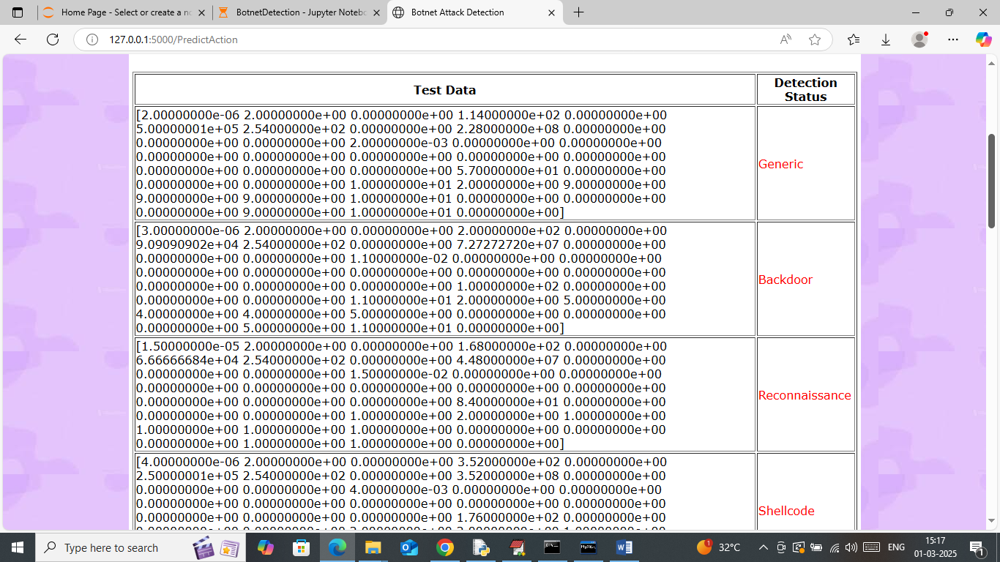 Home Page - Select or create a no
BotnetDetection - Jupyter Notebo
Botnet Attack Detection
127.0.0.1:5000/PredictAction
Test Data
Detection
Status
[2.00000000e-06 2.00000000e+00 0.00000000e+00 1.14000000e+02 0.00000000e+00
5.00000001e+05 2.54000000e+02 0.00000000e+00 2.28000000e+08 0.00000000e+00
0.00000000e+00 0.00000000e+00 2.00000000e-03 0.00000000e+00 0.00000000e+00
0.00000000e+00 0.00000000e+00 0.00000000e+00 0.00000000e+00 0.00000000e+00
0.00000000e+00 0.00000000e+00 0.00000000e+00 5.70000000e+01 0.00000000e+00
0.00000000e+00 0.00000000e+00 1.00000000e+01 2.00000000e+00 9.00000000e+00
9.00000000e+00 9.00000000e+00 1.00000000e+01 0.00000000e+00 0.00000000e+00
0.00000000e+00 9.00000000e+00 1.00000000e+01 0.00000000e+00]
Generic
[3.00000000e-06 2.00000000e+00 0.00000000e+00 2.00000000e+02 0.00000000e+00
9.09090902e+04 2.54000000e+02 0.00000000e+00 7.27272720e+07 0.00000000e+00
0.00000000e+00 0.00000000e+00 1.10000000e-02 0.00000000e+00 0.00000000e+00
0.00000000e+00 0.00000000e+00 0.00000000e+00 0.00000000e+00 0.00000000e+00
0.00000000e+00 0.00000000e+00 0.00000000e+00 1.00000000e+02 0.00000000e+00
0.00000000e+00 0.00000000e+00 1.10000000e+01 2.00000000e+00 5.00000000e+00
4.00000000e+00 4.00000000e+00 5.00000000e+00 0.00000000e+00 0.00000000e+00
0.00000000e+00 5.00000000e+00 1.10000000e+01 0.00000000e+00]
Backdoor
[1.50000000e-05 2.00000000e+00 0.00000000e+00 1.68000000e+02 0.00000000e+00
6.66666684e+04 2.54000000e+02 0.00000000e+00 4.48000000e+07 0.00000000e+00
0.00000000e+00 0.00000000e+00 1.50000000e-02 0.00000000e+00 0.00000000e+00
0.00000000e+00 0.00000000e+00 0.00000000e+00 0.00000000e+00 0.00000000e+00
0.00000000e+00 0.00000000e+00 0.00000000e+00 8.40000000e+01 0.00000000e+00
0.00000000e+00 0.00000000e+00 1.00000000e+00 2.00000000e+00 1.00000000e+00
1.00000000e+00 1.00000000e+00 1.00000000e+00 0.00000000e+00 0.00000000e+00
0.00000000e+00 1.00000000e+00 1.00000000e+00 0.00000000e+00]
Reconnaissance
[4.00000000e-06 2.00000000e+00 0.00000000e+00 3.52000000e+02 0.00000000e+00
2.50000001e+05 2.54000000e+02 0.00000000e+00 3.52000000e+08 0.00000000e+00
0.00000000e+00 0.00000000e+00 4.00000000e-03 0.00000000e+00 0.00000000e+00
0.00000000e+00 0.00000000e+00 0.00000000e+00 0.00000000e+00 0.00000000e+00
0.00000000e+00 0.00000000e+00 0.00000000e+00 1.76000000e+02 0.00000000e+00
Shellcode
Type here to search
32°C
ENG
15:17
01-03-2025